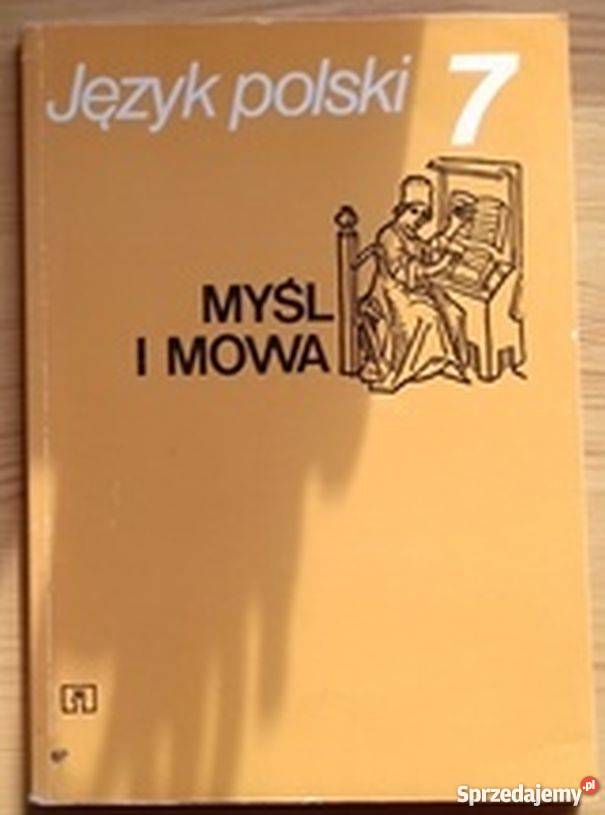 Język polski 7
MYŚL
I MOWA
Sprzedajemy.pl